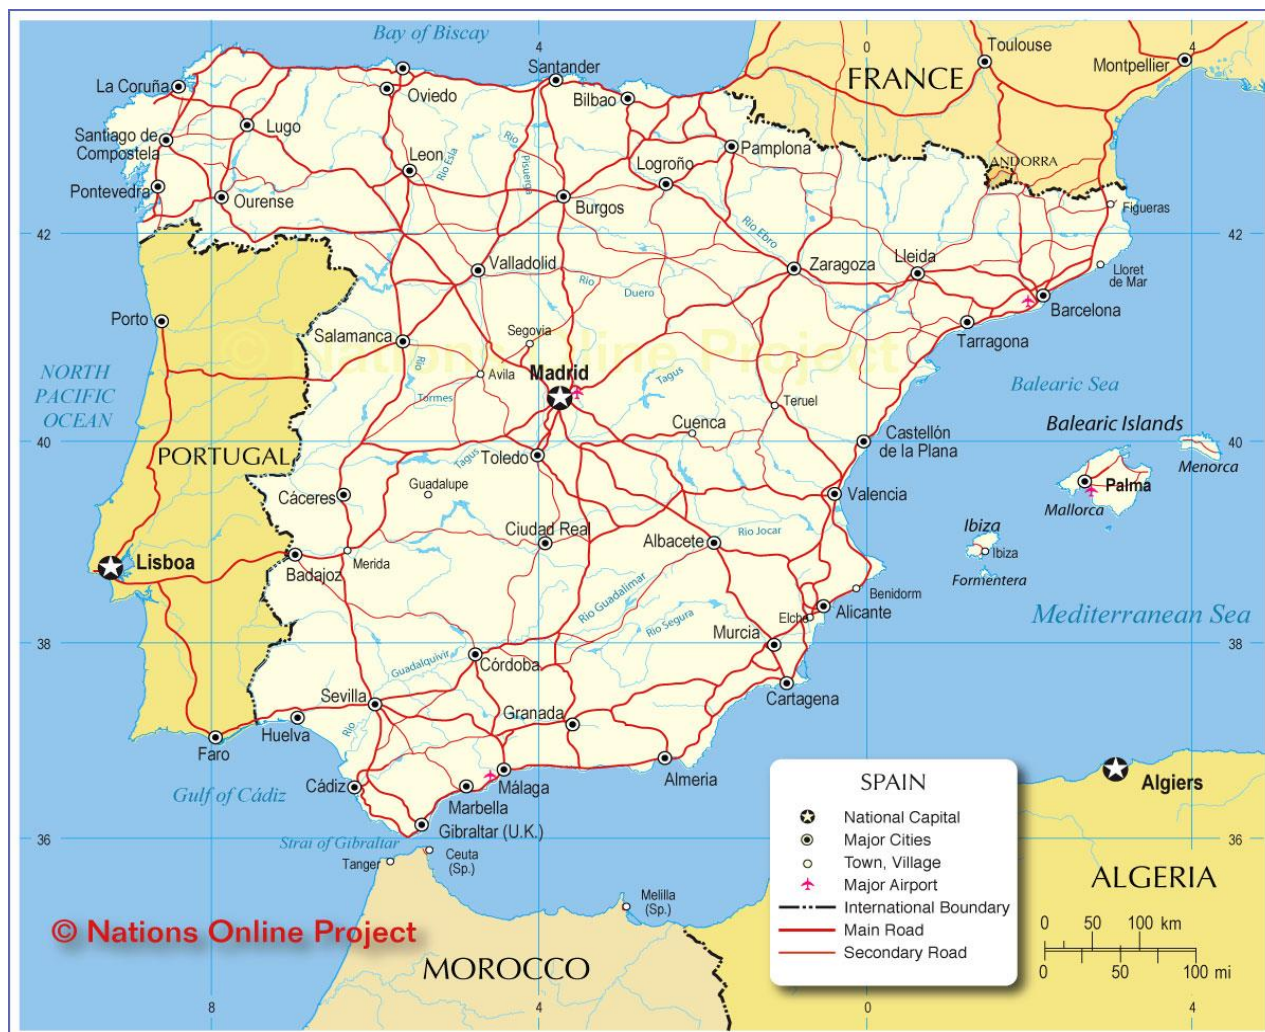 Bay of Biscay
4
0
Toulouse
4
Montpellier
Santander
FRANCE
La Coruña
Oviedo
Bilbao
Lugo
Santiago de
Compostela
Rio
Pisuerga
Rio Esla
Leon
Logroño
Pamplona
ANDORRA
Pontevedra
Ourense
Burgos
Figueras
42
Rio Ebro
42
Valladolid
Zaragoza
Lleida
Lloret
de Mar
Rio
Duero
Barcelona
Porto
Salamanca
Segovia
Tarragona
© Nations Online Project
NORTH
PACIFIC
OCEAN
Rio
Tormes
Avila
Madrid
Tagus
Teruel
Balearic Sea
Cuenca
Balearic Islands
40
Castellón
de la Plana
40
PORTUGAL
Tagus
Toledo
Menorca
Cáceres
Guadalupe
Valencia
Palma
Mallorca
Ciudad Real
Albacete
Rio Jocar
Ibiza
Ibiza
Lisboa
Badajoz
Merida
Formentera
Benidorm
Rio Guadalimar
Rio Segura
Elche
Alicante
Mediterranean Sea
Murcia
38
38
Guadalquivir
Córdoba
Cartagena
Sevilla
Granada
Rio
Huelva
Faro
Almeria
Gulf of Cádiz
Cádiz
Málaga
Marbella
Algiers
Gibraltar (U.K.)
36
36
Strai of Gibraltar
Tanger
Ceuta
(Sp.)
Melilla
(Sp.)
SPAIN
National Capital
Major Cities
Town, Village
Major Airport
International Boundary
Main Road
Secondary Road
ALGERIA
0 50 100 km
0 50 100 mi
© Nations Online Project
MOROCCO
8
4
0
4